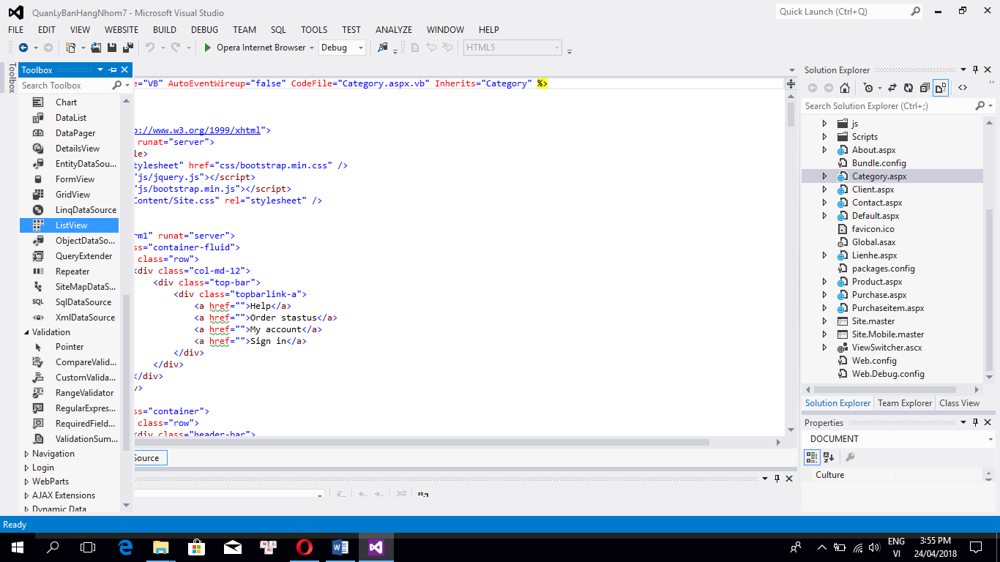 QuanLyBanHangNhom7 - Microsoft Visual Studio
Quick Launch (Ctrl+Q)
FILE EDIT VIEW WEBSITE BUILD DEBUG TEAM SQL TOOLS TEST ANALYZE WINDOW HELP
Opera Internet Browser Debug HTML5
Toolbox
Toolbox
Search Toolbox
Chart
DataList
DataPager
DetailsView
EntityDataSou...
FormView
GridView
LinqDataSource
ListView
ObjectDataSo...
QueryExtender
Repeater
SiteMapDataS...
SQL SqlDataSource
XmlDataSource
Validation
Pointer
CompareValid...
CustomValida...
RangeValidator
RegularExpres...
RequiredField...
ValidationSum...
Navigation
Login
WebParts
AJAX Extensions
Dynamic Data
e="VB" AutoEventWireup="false" CodeFile="Category.aspx.vb" Inherits="Category" %>
p://www.w3.org/1999/xhtml">
runat="server">
le>
tylesheet" href="css/bootstrap.min.css" />
"js/jquery.js"></script>
"js/bootstrap.min.js"></script>
Content/Site.css" rel="stylesheet" />
rm1" runat="server">
ss="container-fluid">
class="row">
<div class="col-md-12">
<div class="top-bar">
<div class="topbarlink-a">
<a href="">Help</a>
<a href="">Order stastus</a>
<a href="">My account</a>
<a href="">Sign in</a>
</div>
</div>
</div>
v>
ss="container">
class="row">
<div class="header-bar">
Source
Solution Explorer
Search Solution Explorer (Ctrl+;)
js
Scripts
About.aspx
Bundle.config
Category.aspx
Client.aspx
Contact.aspx
Default.aspx
favicon.ico
Global.asax
Lienhe.aspx
packages.config
Product.aspx
Purchase.aspx
Purchaseitem.aspx
Site.master
Site.Mobile.master
ViewSwitcher.ascx
Web.config
Web.Debug.config
Solution Explorer Team Explorer Class View
Properties
DOCUMENT
Culture
Ready
ENG
VI
3:55 PM
24/04/2018